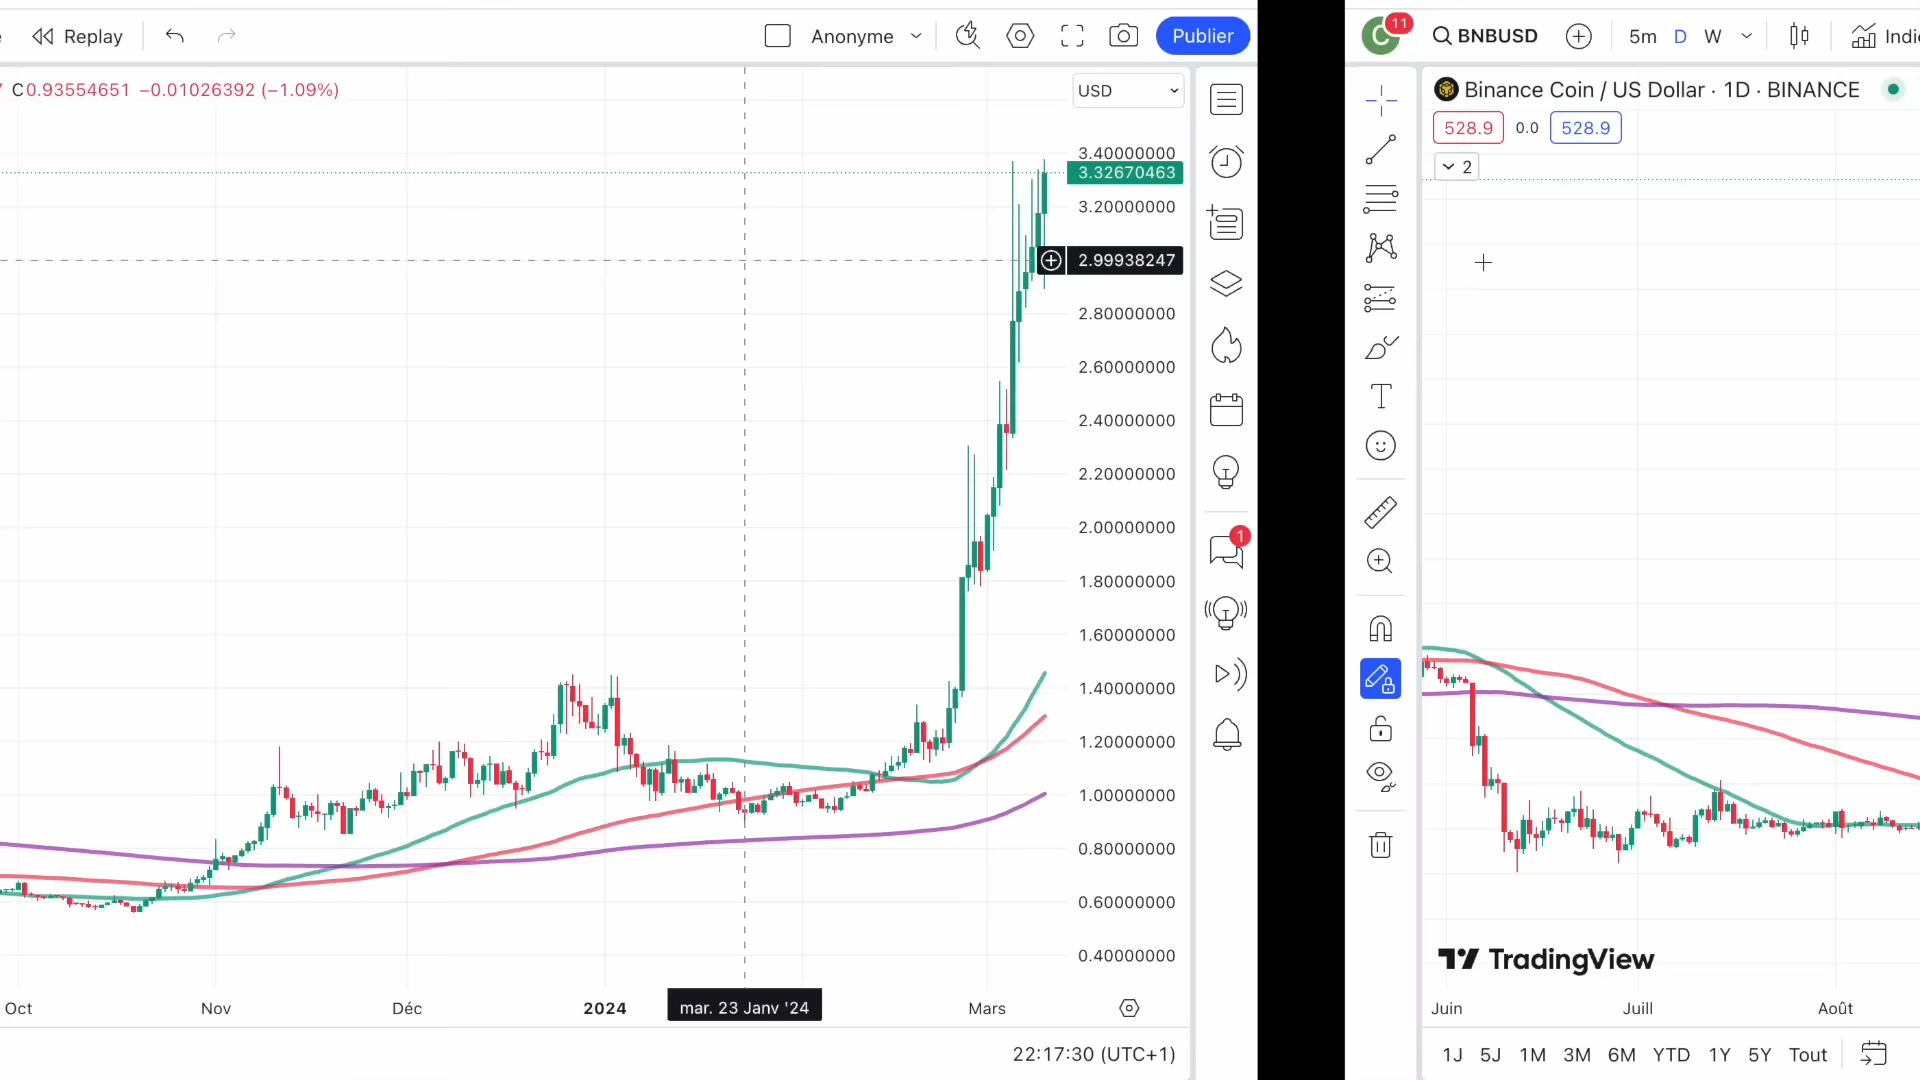 Replay
Anonyme
Publier
C0.93554651 −0.01026392 (−1.09%)
USD
3.40000000
3.32670463
3.20000000
2.99938247
2.80000000
2.60000000
2.40000000
2.20000000
2.00000000
1.80000000
1.60000000
1.40000000
1.20000000
1.00000000
0.80000000
0.60000000
0.40000000
Oct Nov Déc 2024 mar. 23 Janv '24 Mars
22:17:30 (UTC+1)
1
C 11
BNBUSD 5m D W Indi
Binance Coin / US Dollar · 1D · BINANCE
528.9 0.0 528.9
2
TradingView
Juin Juill Août
1J 5J 1M 3M 6M YTD 1Y 5Y Tout